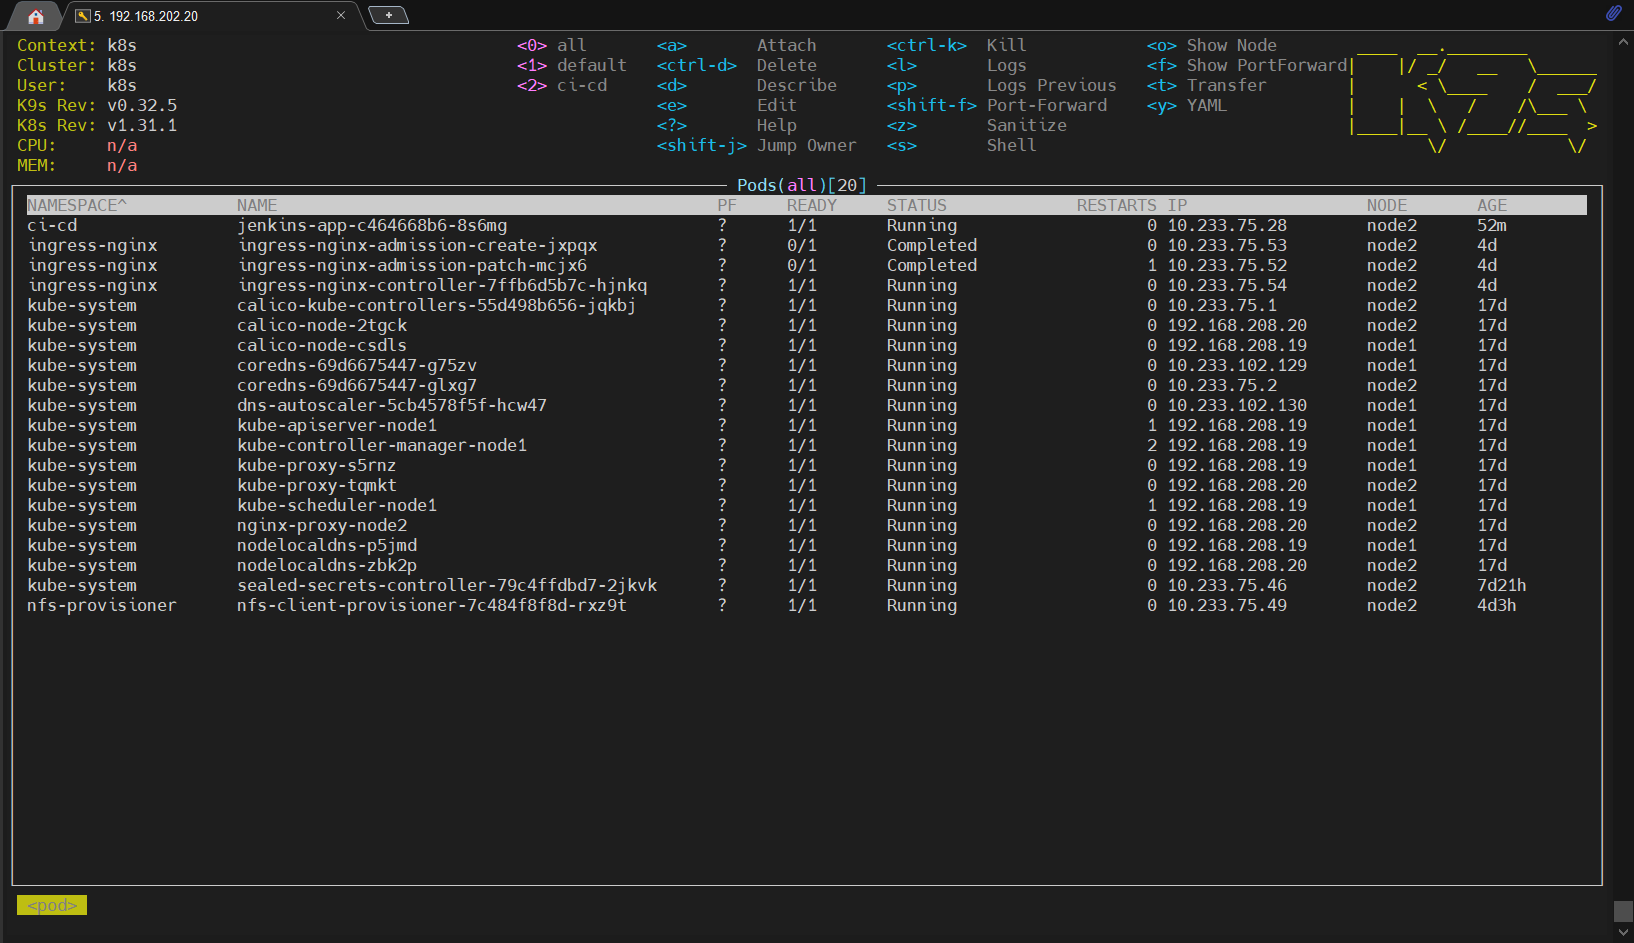 5. 192.168.202.20
Context: k8s <0> all <a> Attach <ctrl-k> Kill <o> Show Node
Cluster: k8s <1> default <ctrl-d> Delete <l> Logs <f> Show PortForward
User: k8s <2> ci-cd <d> Describe <p> Logs Previous <t> Transfer
K9s Rev: v0.32.5 <e> Edit <shift-f> Port-Forward <y> YAML
K8s Rev: v1.31.1 <?> Help <z> Sanitize
CPU: n/a <shift-j> Jump Owner <s> Shell
MEM: n/a
Pods(all)[20]
NAMESPACE^ NAME PF READY STATUS RESTARTS IP NODE AGE
ci-cd jenkins-app-c464668b6-8s6mg ? 1/1 Running 0 10.233.75.28 node2 52m
ingress-nginx ingress-nginx-admission-create-jxpqx ? 0/1 Completed 0 10.233.75.53 node2 4d
ingress-nginx ingress-nginx-admission-patch-mcjx6 ? 0/1 Completed 1 10.233.75.52 node2 4d
ingress-nginx ingress-nginx-controller-7ffb6d5b7c-hjnkq ? 1/1 Running 0 10.233.75.54 node2 4d
kube-system calico-kube-controllers-55d498b656-jqkbj ? 1/1 Running 0 10.233.75.1 node2 17d
kube-system calico-node-2tgck ? 1/1 Running 0 192.168.208.20 node2 17d
kube-system calico-node-csdls ? 1/1 Running 0 192.168.208.19 node1 17d
kube-system coredns-69d6675447-g75zv ? 1/1 Running 0 10.233.102.129 node1 17d
kube-system coredns-69d6675447-glxg7 ? 1/1 Running 0 10.233.75.2 node2 17d
kube-system dns-autoscaler-5cb4578f5f-hcw47 ? 1/1 Running 0 10.233.102.130 node1 17d
kube-system kube-apiserver-node1 ? 1/1 Running 1 192.168.208.19 node1 17d
kube-system kube-controller-manager-node1 ? 1/1 Running 2 192.168.208.19 node1 17d
kube-system kube-proxy-s5rnz ? 1/1 Running 0 192.168.208.19 node1 17d
kube-system kube-proxy-tqmkt ? 1/1 Running 0 192.168.208.20 node2 17d
kube-system kube-scheduler-node1 ? 1/1 Running 1 192.168.208.19 node1 17d
kube-system nginx-proxy-node2 ? 1/1 Running 0 192.168.208.20 node2 17d
kube-system nodelocaldns-p5jmd ? 1/1 Running 0 192.168.208.19 node1 17d
kube-system nodelocaldns-zbk2p ? 1/1 Running 0 192.168.208.20 node2 17d
kube-system sealed-secrets-controller-79c4ffdbd7-2jkvk ? 1/1 Running 0 10.233.75.46 node2 7d21h
nfs-provisioner nfs-client-provisioner-7c484f8f8d-rxz9t ? 1/1 Running 0 10.233.75.49 node2 4d3h
<pod>